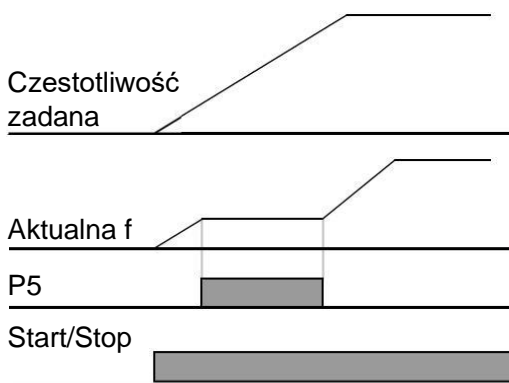 Czestotliwość
zadana
Aktualna f
P5
Start/Stop